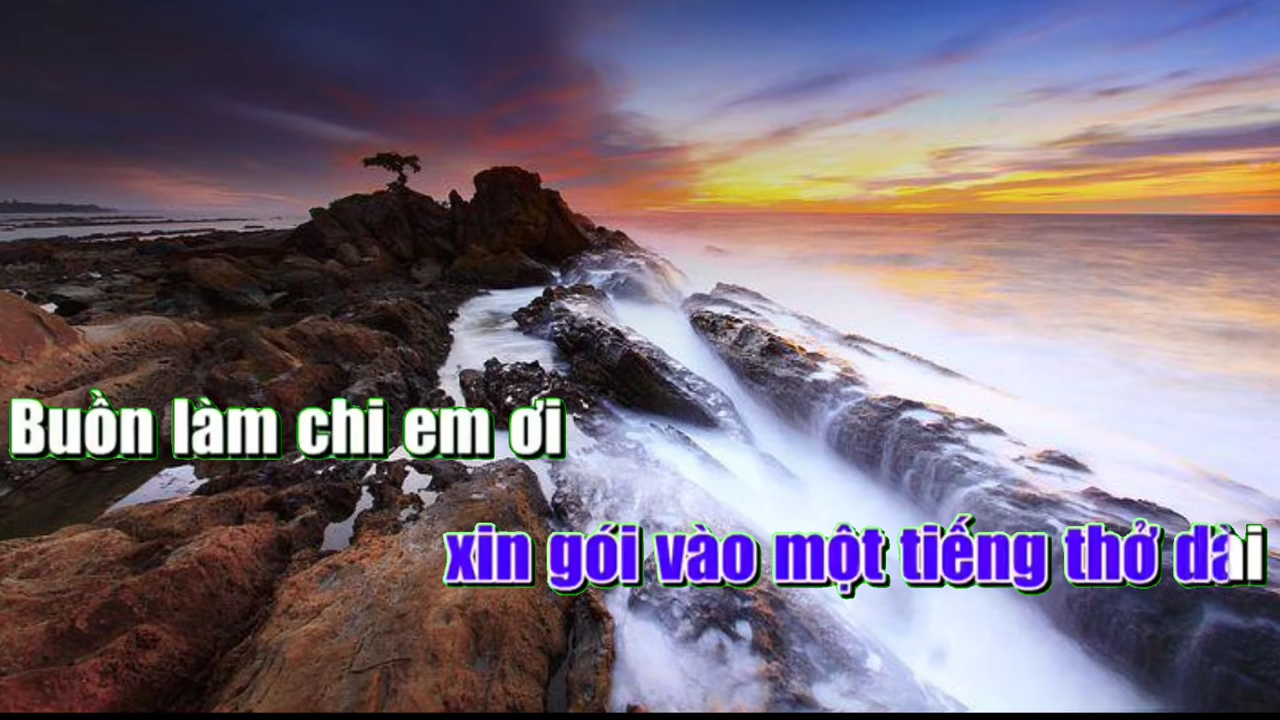 Buồn làm chi em ơi
xin gói vào một tiếng thở dài